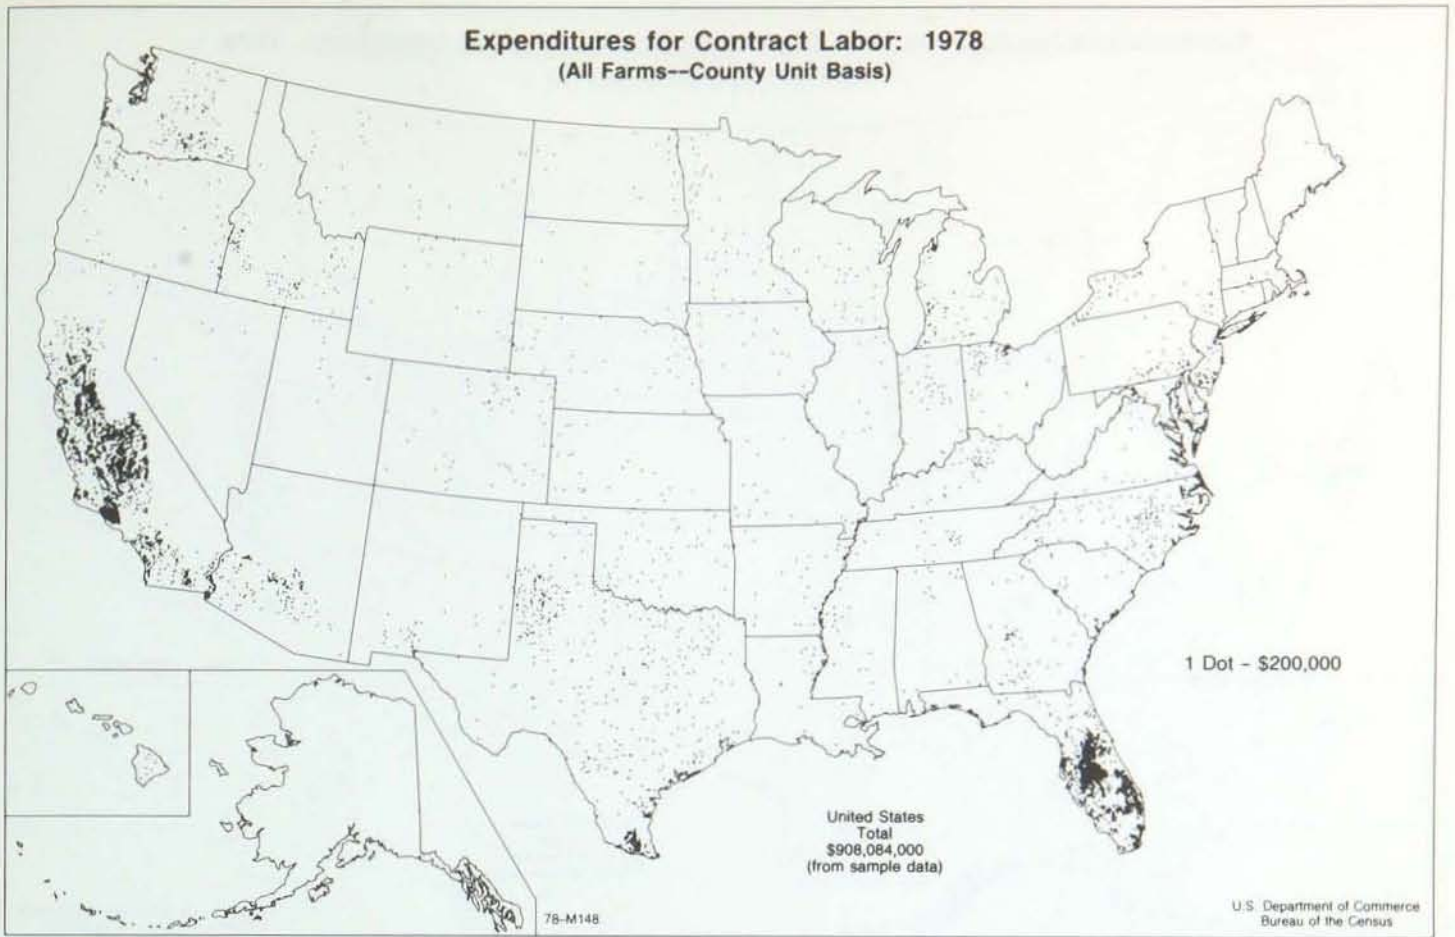 Expenditures for Contract Labor: 1978
(All Farms--County Unit Basis)
1 Dot - $200,000
United States
Total
$908,084,000
(from sample data)
78-M148
U.S. Department of Commerce
Bureau of the Census